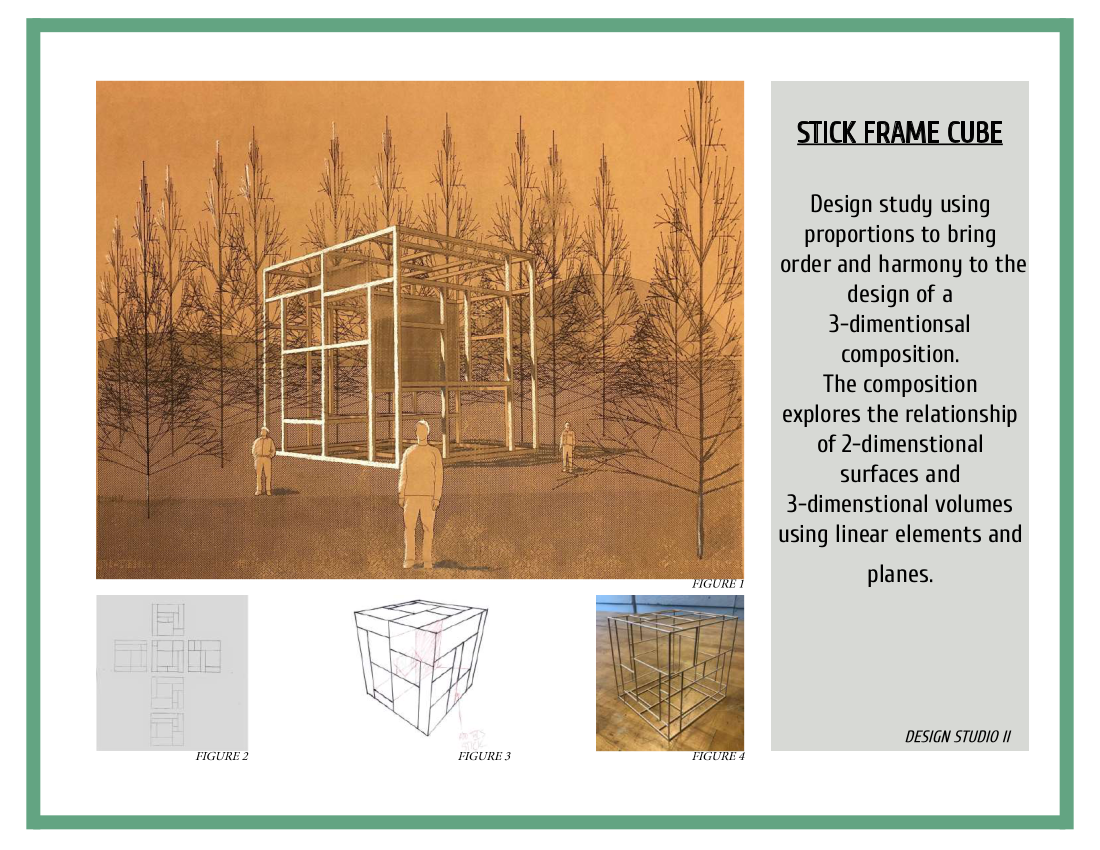 STICK FRAME CUBE
Design study using
proportions to bring
order and harmony to the
design of a
3-dimentionsal
composition.
The composition
explores the relationship
of 2-dimenstional
surfaces and
3-dimenstional volumes
using linear elements and
planes.
DESIGN STUDIO II
FIGURE 1
FIGURE 2
FIGURE 3
FIGURE 4